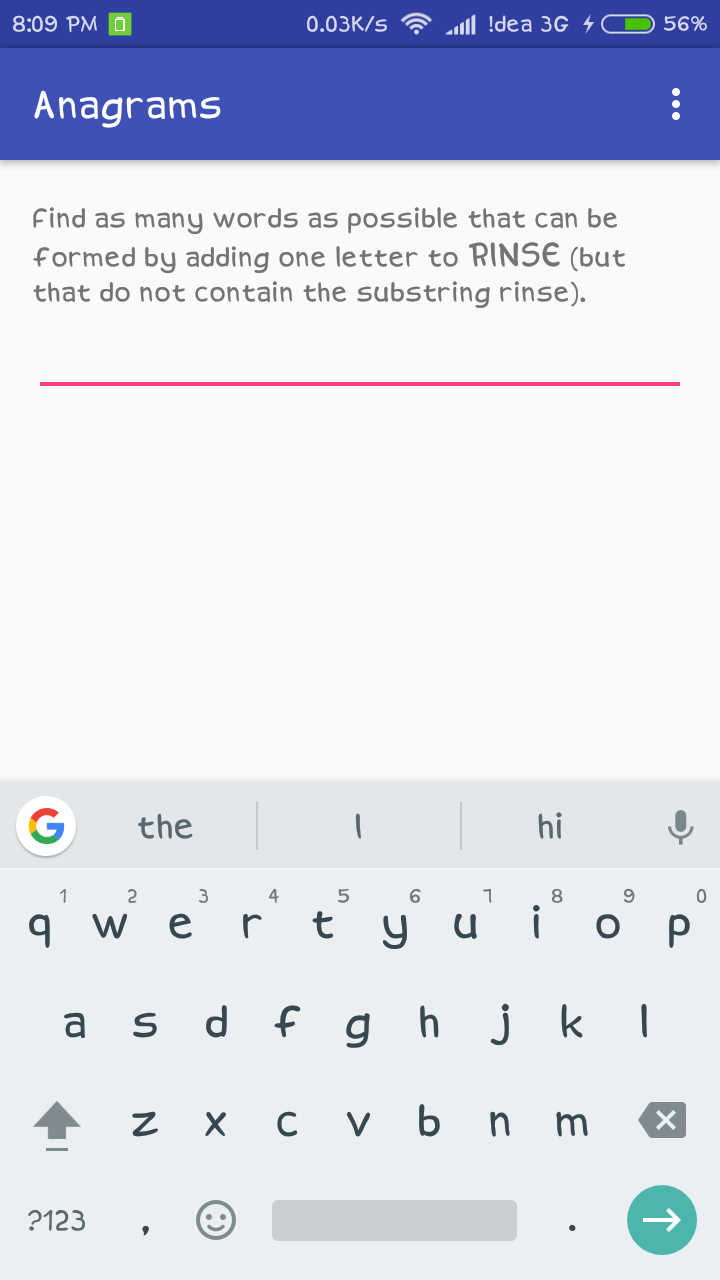 8:09 PM 0.03K/s !dea 3G 56%
Anagrams
Find as many words as possible that can be
formed by adding one letter to RINSE (but
that do not contain the substring rinse).
G the I hi
1 2 3 4 5 6 7 8 9 0
q w e r t y u i o p
a s d f g h j k l
z x c v b n m
?123 , .